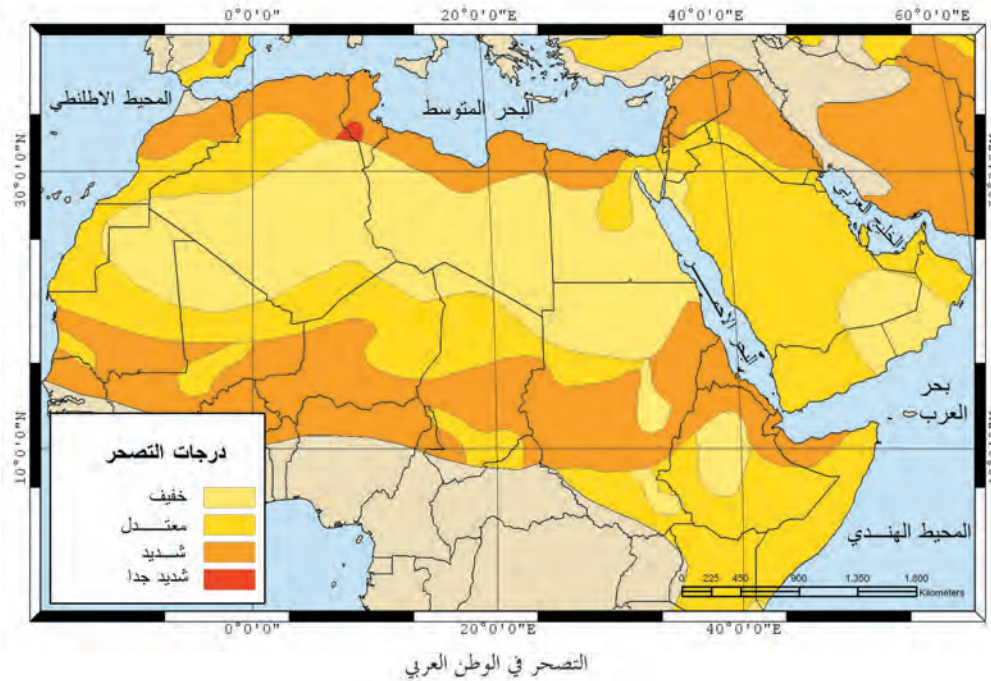 0°0'0"E
20°0'0"E
40°0'0"E
60°0'0"E
المحيط الاطلنطي
البحر المتوسط
30°0'0"N
الخليج العربي
البحر الاحمر
بحر
العرب
10°0'0"N
درجات التصحر
خفيف
معتدل
شديد
شديد جدا
المحيط الهندي
0 225 450 900 1,350 1,800
Kilometers
0°0'0"E
20°0'0"E
40°0'0"E
التصحر في الوطن العربي